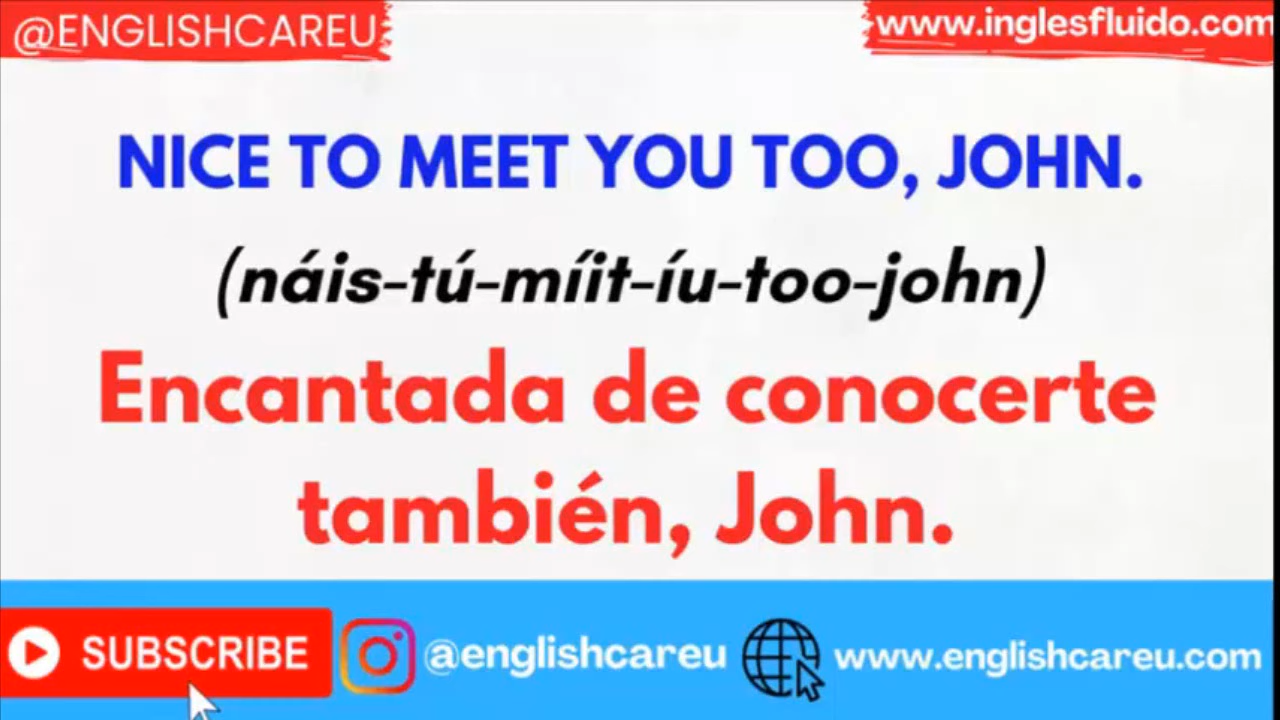 @ENGLISHCAREU
www.inglesfluido.com
NICE TO MEET YOU TOO, JOHN.
(náis-tú-míit-íu-too-john)
Encantada de conocerte
también, John.
SUBSCRIBE
@englishcareu
www.englishcareu.com